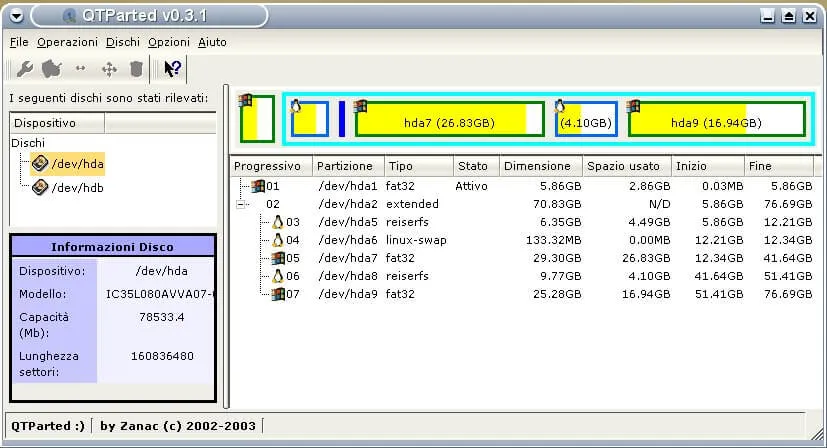 QTParted v0.3.1
File Operazioni Dischi Opzioni Aiuto
I seguenti dischi sono stati rilevati:
Dispositivo
Dischi
/dev/hda
/dev/hdb
Informazioni Disco
Dispositivo: /dev/hda
Modello: IC35L080AVVA07-
Capacità (Mb): 78533.4
Lunghezza settori: 160836480
hda7 (26.83GB) (4.10GB) hda9 (16.94GB)
Progressivo Partizione Tipo Stato Dimensione Spazio usato Inizio Fine
01 /dev/hda1 fat32 Attivo 5.86GB 2.86GB 0.03MB 5.86GB
02 /dev/hda2 extended 70.83GB N/D 5.86GB 76.69GB
03 /dev/hda5 reiserfs 6.35GB 4.49GB 5.86GB 12.21GB
04 /dev/hda6 linux-swap 133.32MB 0.00MB 12.21GB 12.34GB
05 /dev/hda7 fat32 29.30GB 26.83GB 12.34GB 41.64GB
06 /dev/hda8 reiserfs 9.77GB 4.10GB 41.64GB 51.41GB
07 /dev/hda9 fat32 25.28GB 16.94GB 51.41GB 76.69GB
QTParted :) by Zanac (c) 2002-2003